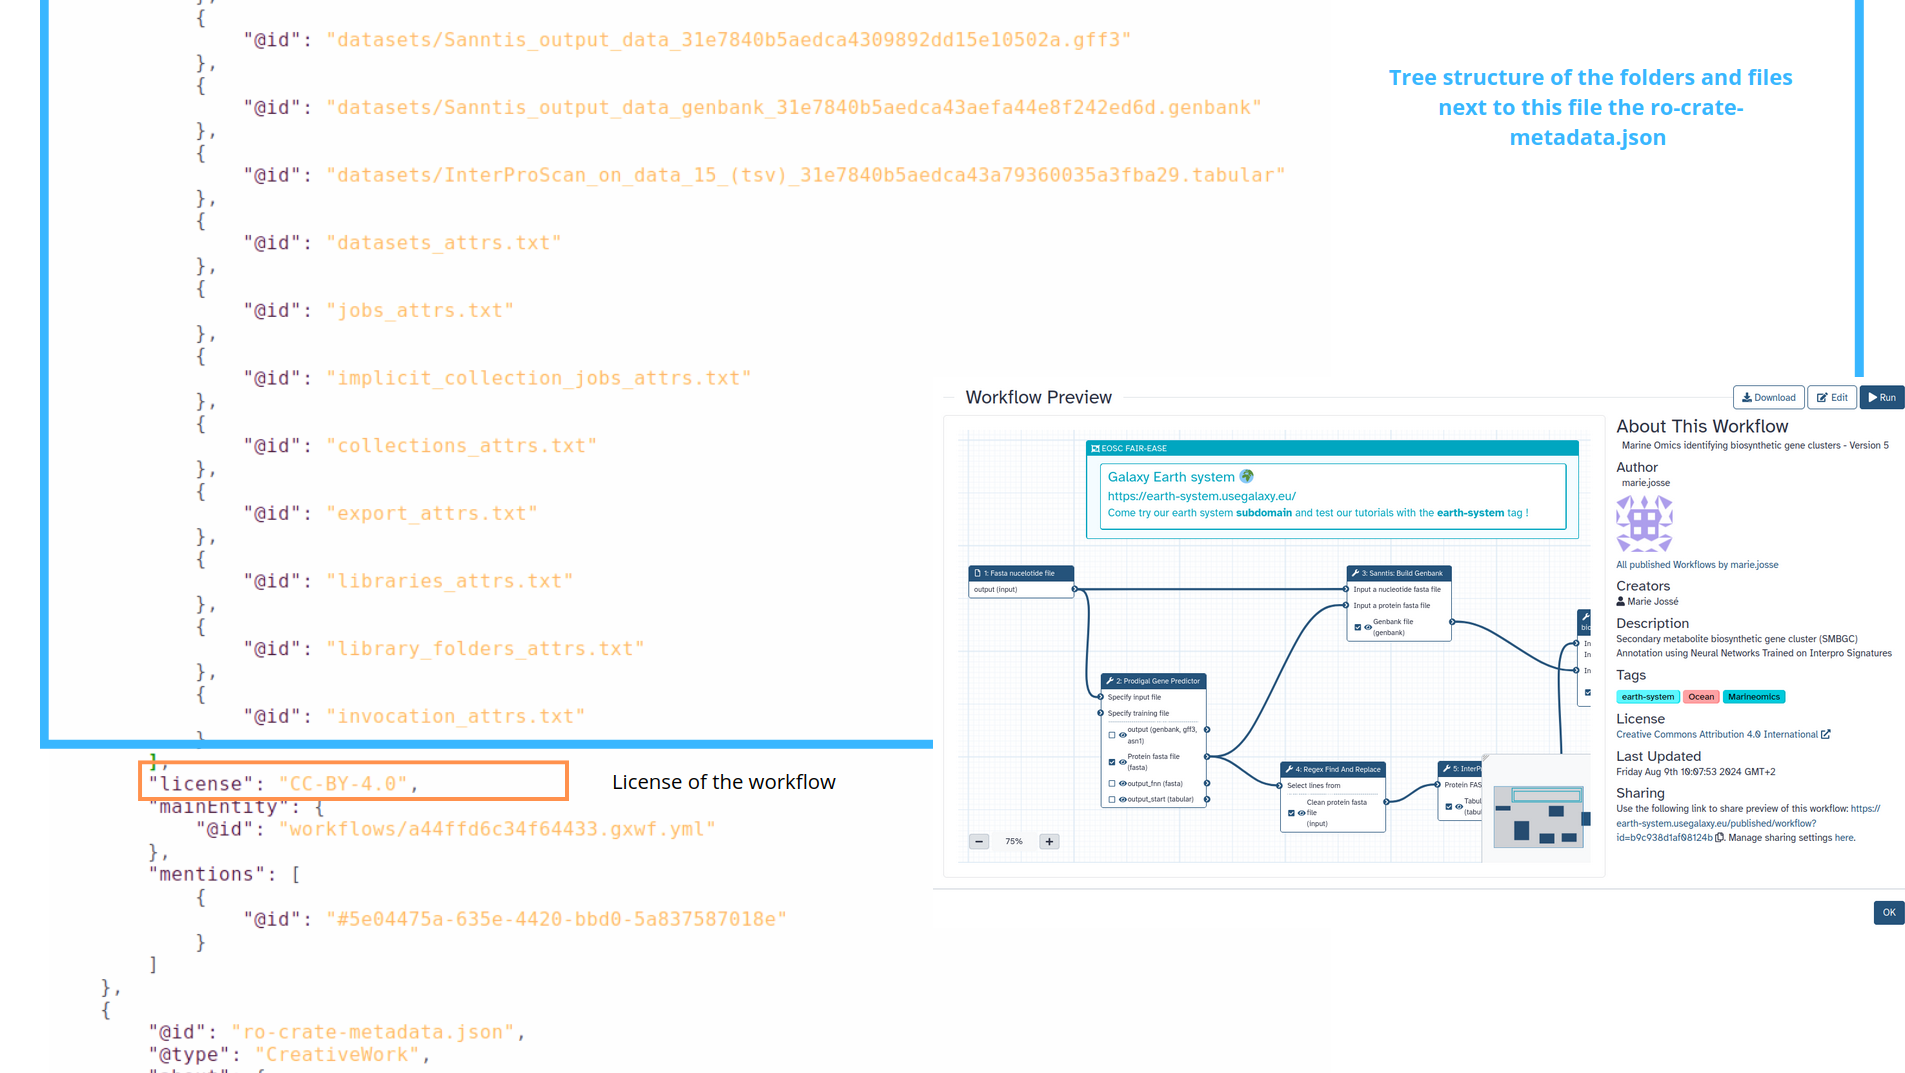 },
{
"@id": "datasets/Sanntis_output_data_31e7840b5aedca4309892dd15e10502a.gff3"
},
{
"@id": "datasets/Sanntis_output_data_genbank_31e7840b5aedca43aefa44e8f242ed6d.genbank"
},
{
"@id": "datasets/InterProScan_on_data_15_(tsv)_31e7840b5aedca43a79360035a3fba29.tabular"
},
{
"@id": "datasets_attrs.txt"
},
{
"@id": "jobs_attrs.txt"
},
{
"@id": "implicit_collection_jobs_attrs.txt"
},
{
"@id": "collections_attrs.txt"
},
{
"@id": "export_attrs.txt"
},
{
"@id": "libraries_attrs.txt"
},
{
"@id": "library_folders_attrs.txt"
},
{
"@id": "invocation_attrs.txt"
}
],
"license": "CC-BY-4.0",
"mainEntity": {
"@id": "workflows/a44ffd6c34f64433.gxwf.yml"
},
"mentions": [
{
"@id": "#5e04475a-635e-4420-bbd0-5a837587018e"
}
]
},
{
"@id": "ro-crate-metadata.json",
"@type": "CreativeWork",
Tree structure of the folders and files
next to this file the ro-crate-
metadata.json
License of the workflow
Workflow Preview
Download
Edit
Run
EOSC FAIR-EASE
Galaxy Earth system 🌍
https://earth-system.usegalaxy.eu/
Come try our earth system subdomain and test our tutorials with the earth-system tag !
1: Fasta nucelotide file
output (input)
2: Prodigal Gene Predictor
Specify input file
Specify training file
output (genbank, gff3,
asn1)
Protein fasta file
(fasta)
output_fnn (fasta)
output_start (tabular)
3: Sanntis: Build Genbank
Input a nucleotide fasta file
Input a protein fasta file
Genbank file
(genbank)
4: Regex Find And Replace
Select lines from
Clean protein fasta
file
(input)
5: InterP
Protein FAS
Tabul
(tabul
bio
In
In
In
75%
About This Workflow
Marine Omics identifying biosynthetic gene clusters - Version 5
Author
marie.josse
All published Workflows by marie.josse
Creators
Marie Jossé
Description
Secondary metabolite biosynthetic gene cluster (SMBGC)
Annotation using Neural Networks Trained on Interpro Signatures
Tags
earth-system
Ocean
Marineomics
License
Creative Commons Attribution 4.0 International
Last Updated
Friday Aug 9th 10:07:53 2024 GMT+2
Sharing
Use the following link to share preview of this workflow: https://
earth-system.usegalaxy.eu/published/workflow?
id=b9c938d1af08124b. Manage sharing settings here.
OK